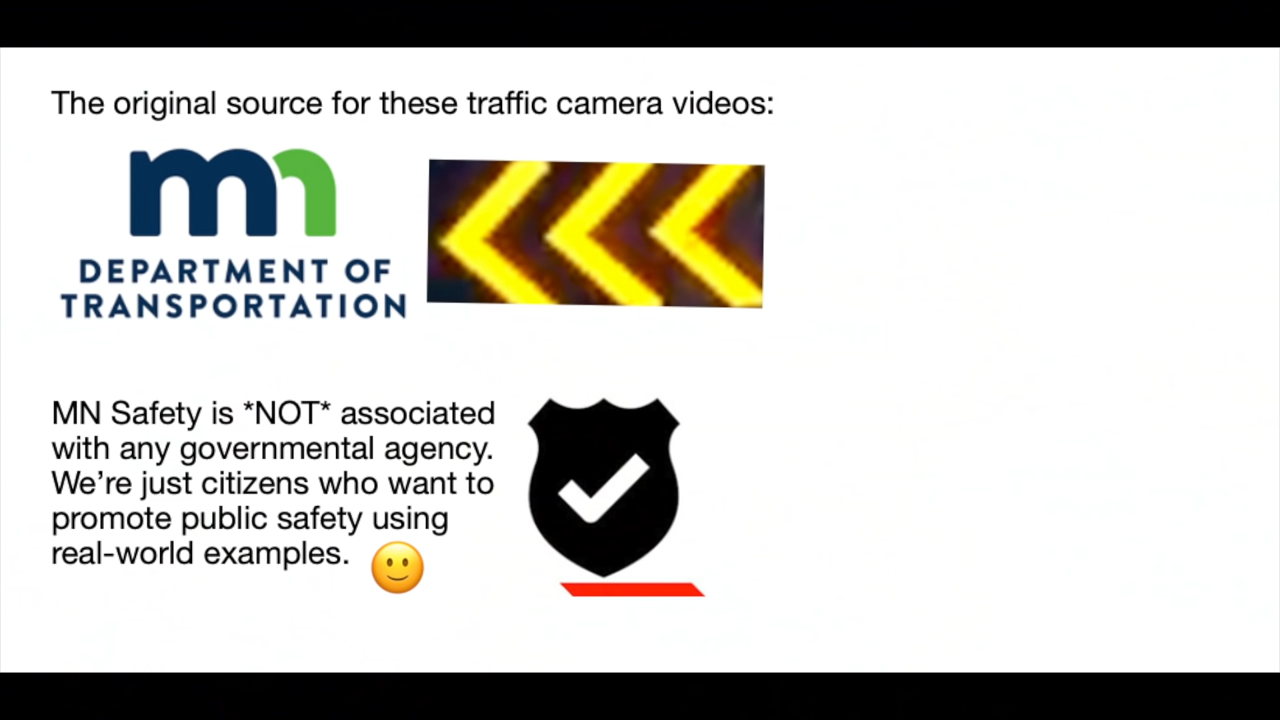 The original source for these traffic camera videos:
mn
DEPARTMENT OF
TRANSPORTATION
MN Safety is *NOT* associated
with any governmental agency.
We’re just citizens who want to
promote public safety using
real-world examples.